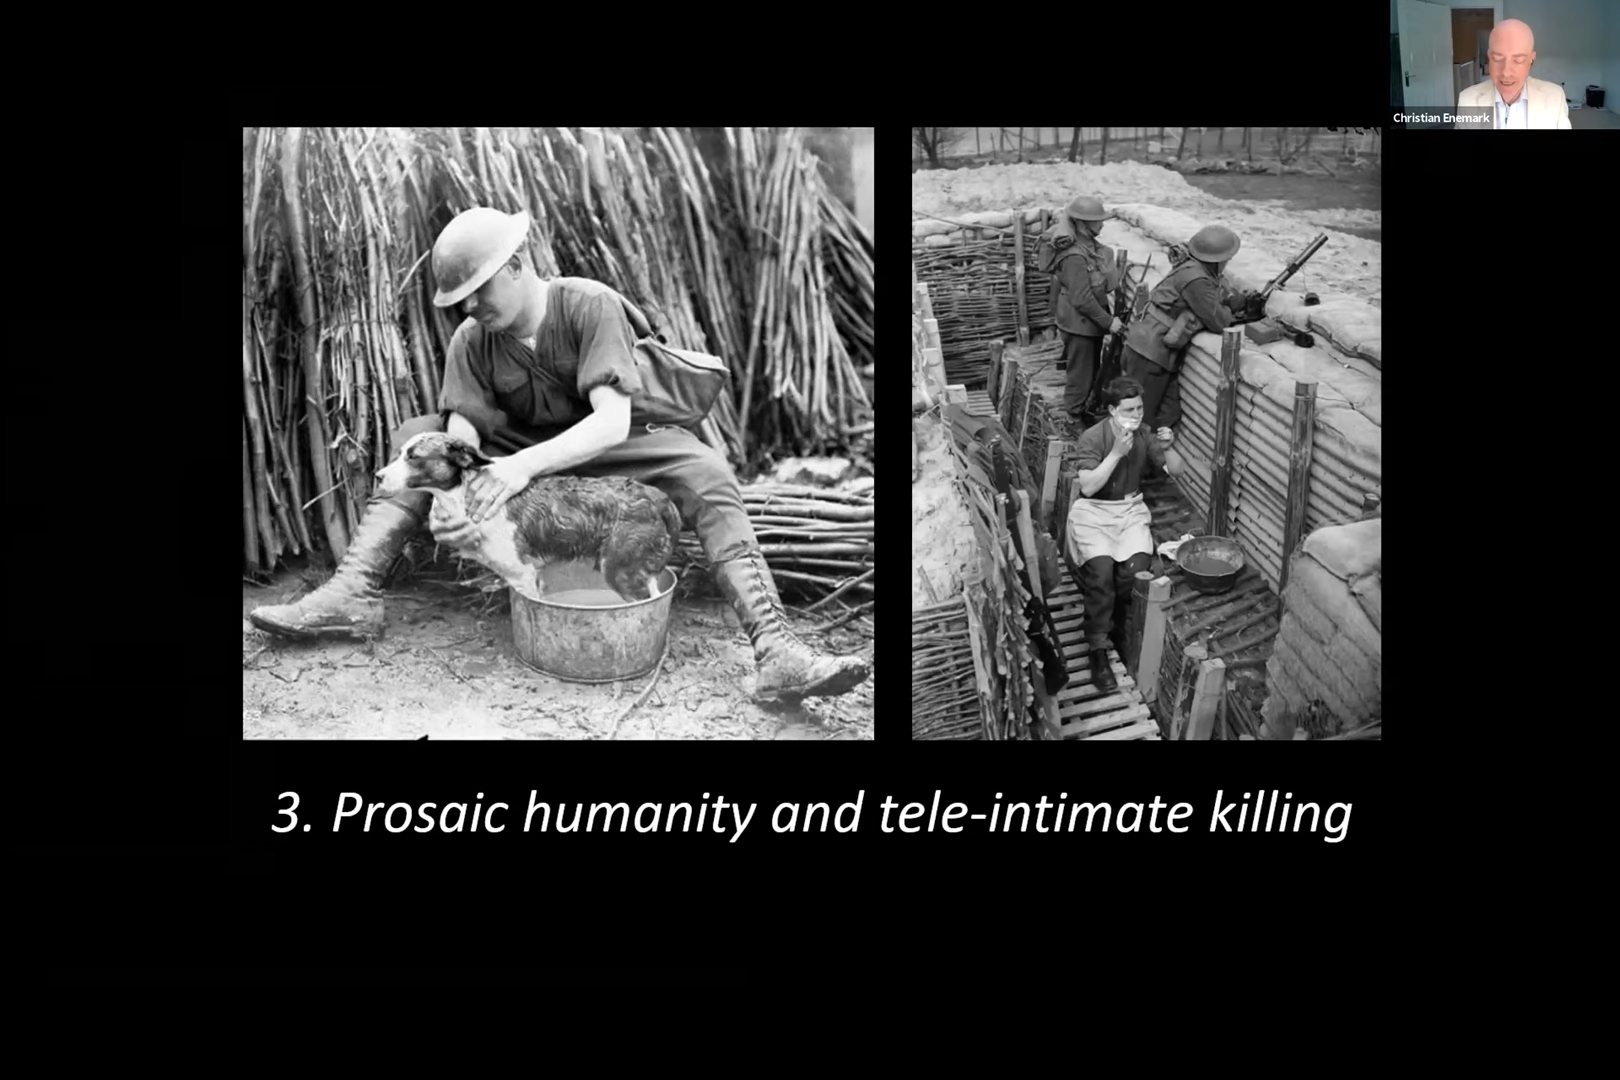 Christian Enemark
3. Prosaic humanity and tele-intimate killing